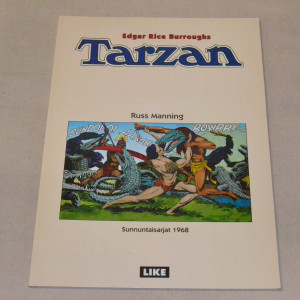 Edgar Rice Burroughs
Tarzan
Russ Manning
Sunnuntaisarjat 1968
LIKE